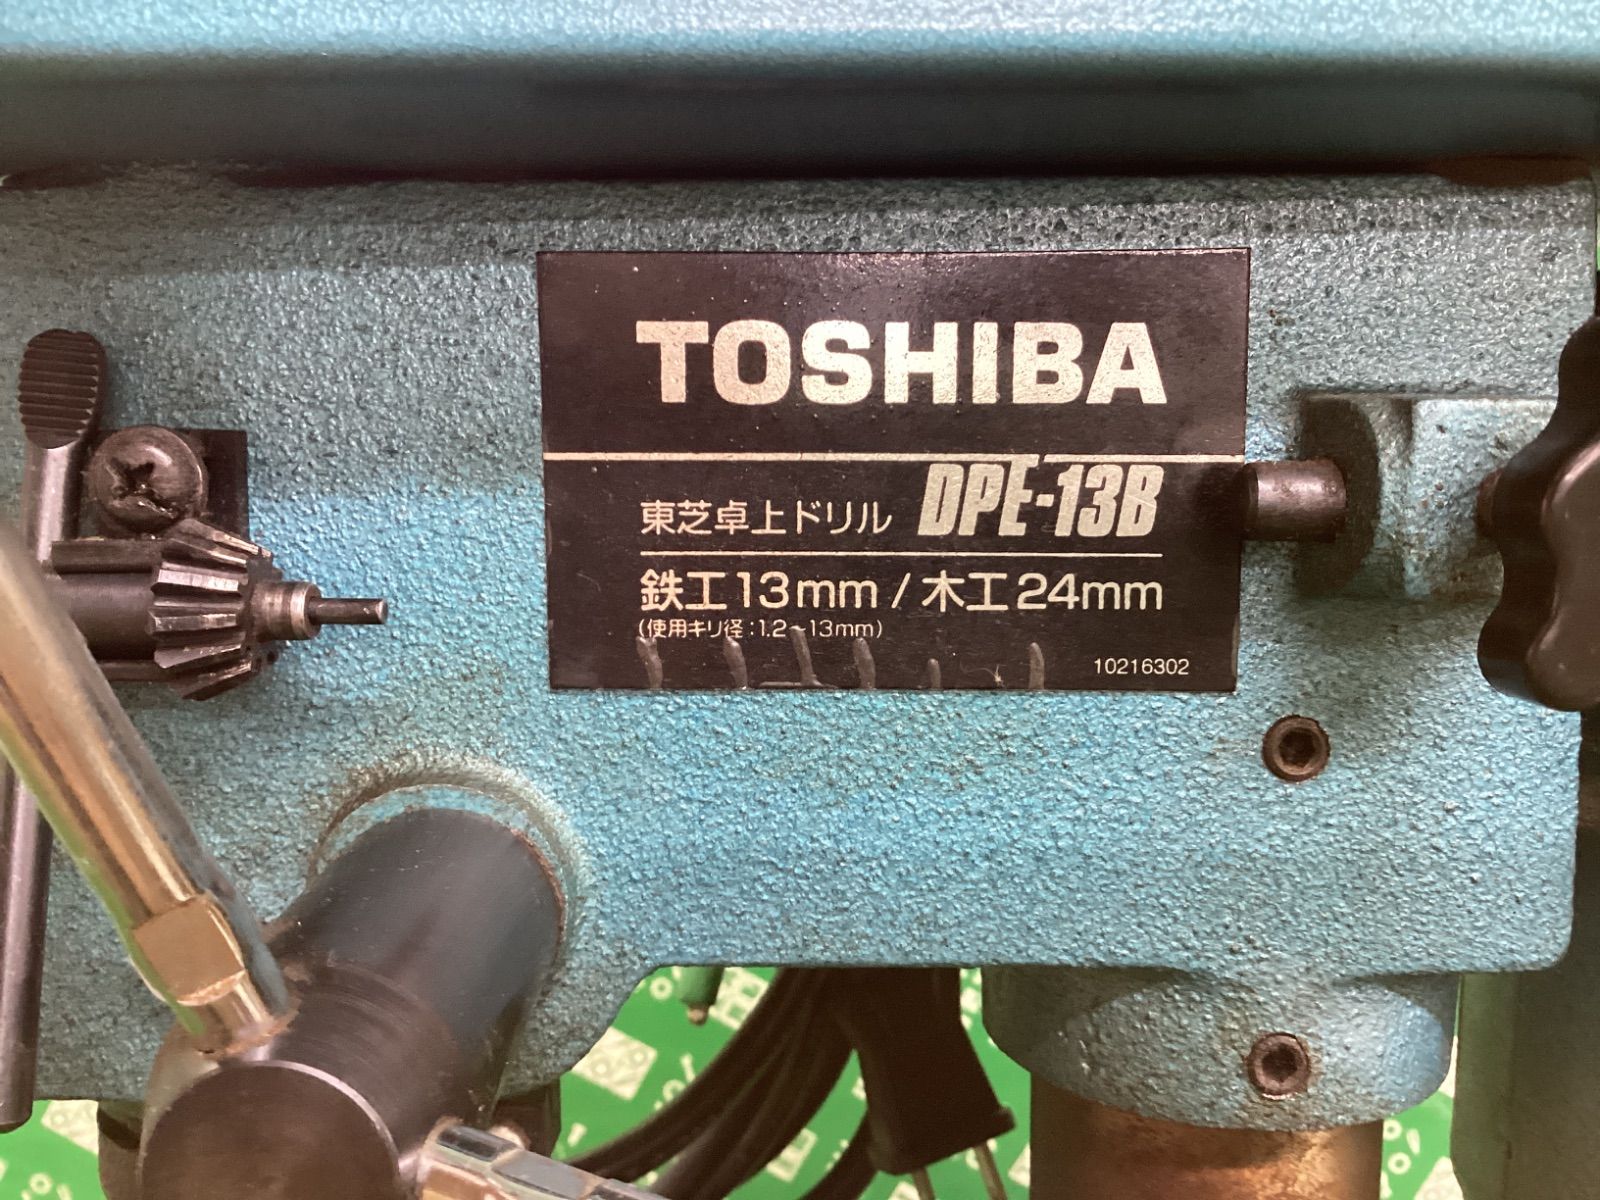 TOSHIBA
東芝卓上ドリル DPE-13B
鉄工13mm / 木工24mm
(使用キリ径:1.2~13mm)
10216302